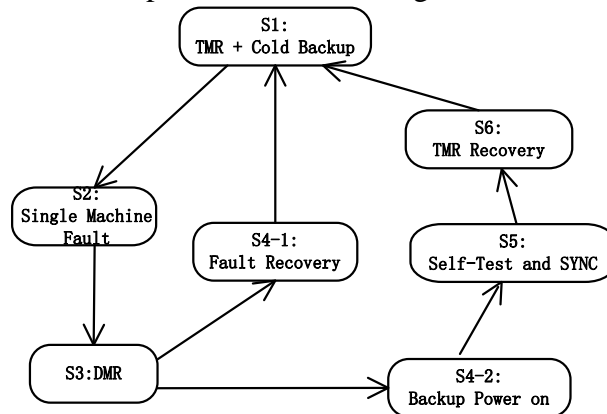 S1:
TMR + Cold Backup
S6:
TMR Recovery
S2:
Single Machine
Fault
S4-1:
Fault Recovery
S5:
Self-Test and SYNC
S3:DMR
S4-2:
Backup Power on